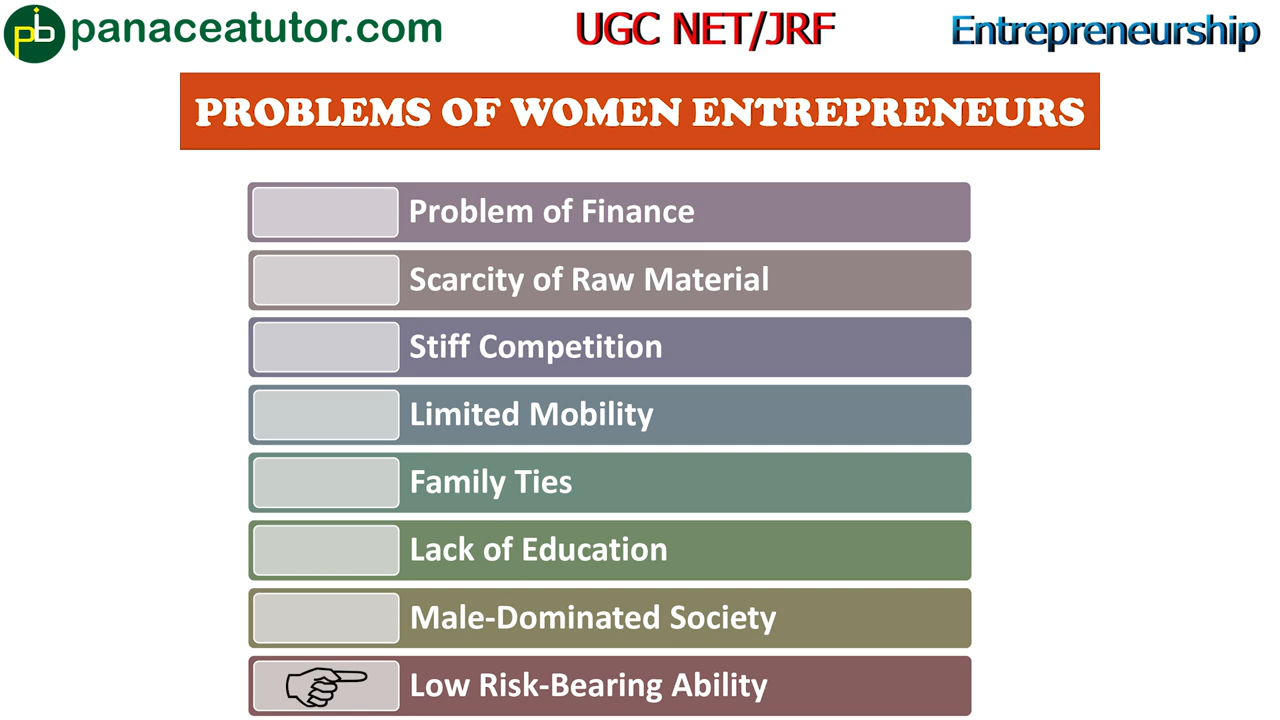 pib panaceatutor.com
UGC NET/JRF
Entrepreneurship
PROBLEMS OF WOMEN ENTREPRENEURS
Problem of Finance
Scarcity of Raw Material
Stiff Competition
Limited Mobility
Family Ties
Lack of Education
Male-Dominated Society
Low Risk-Bearing Ability